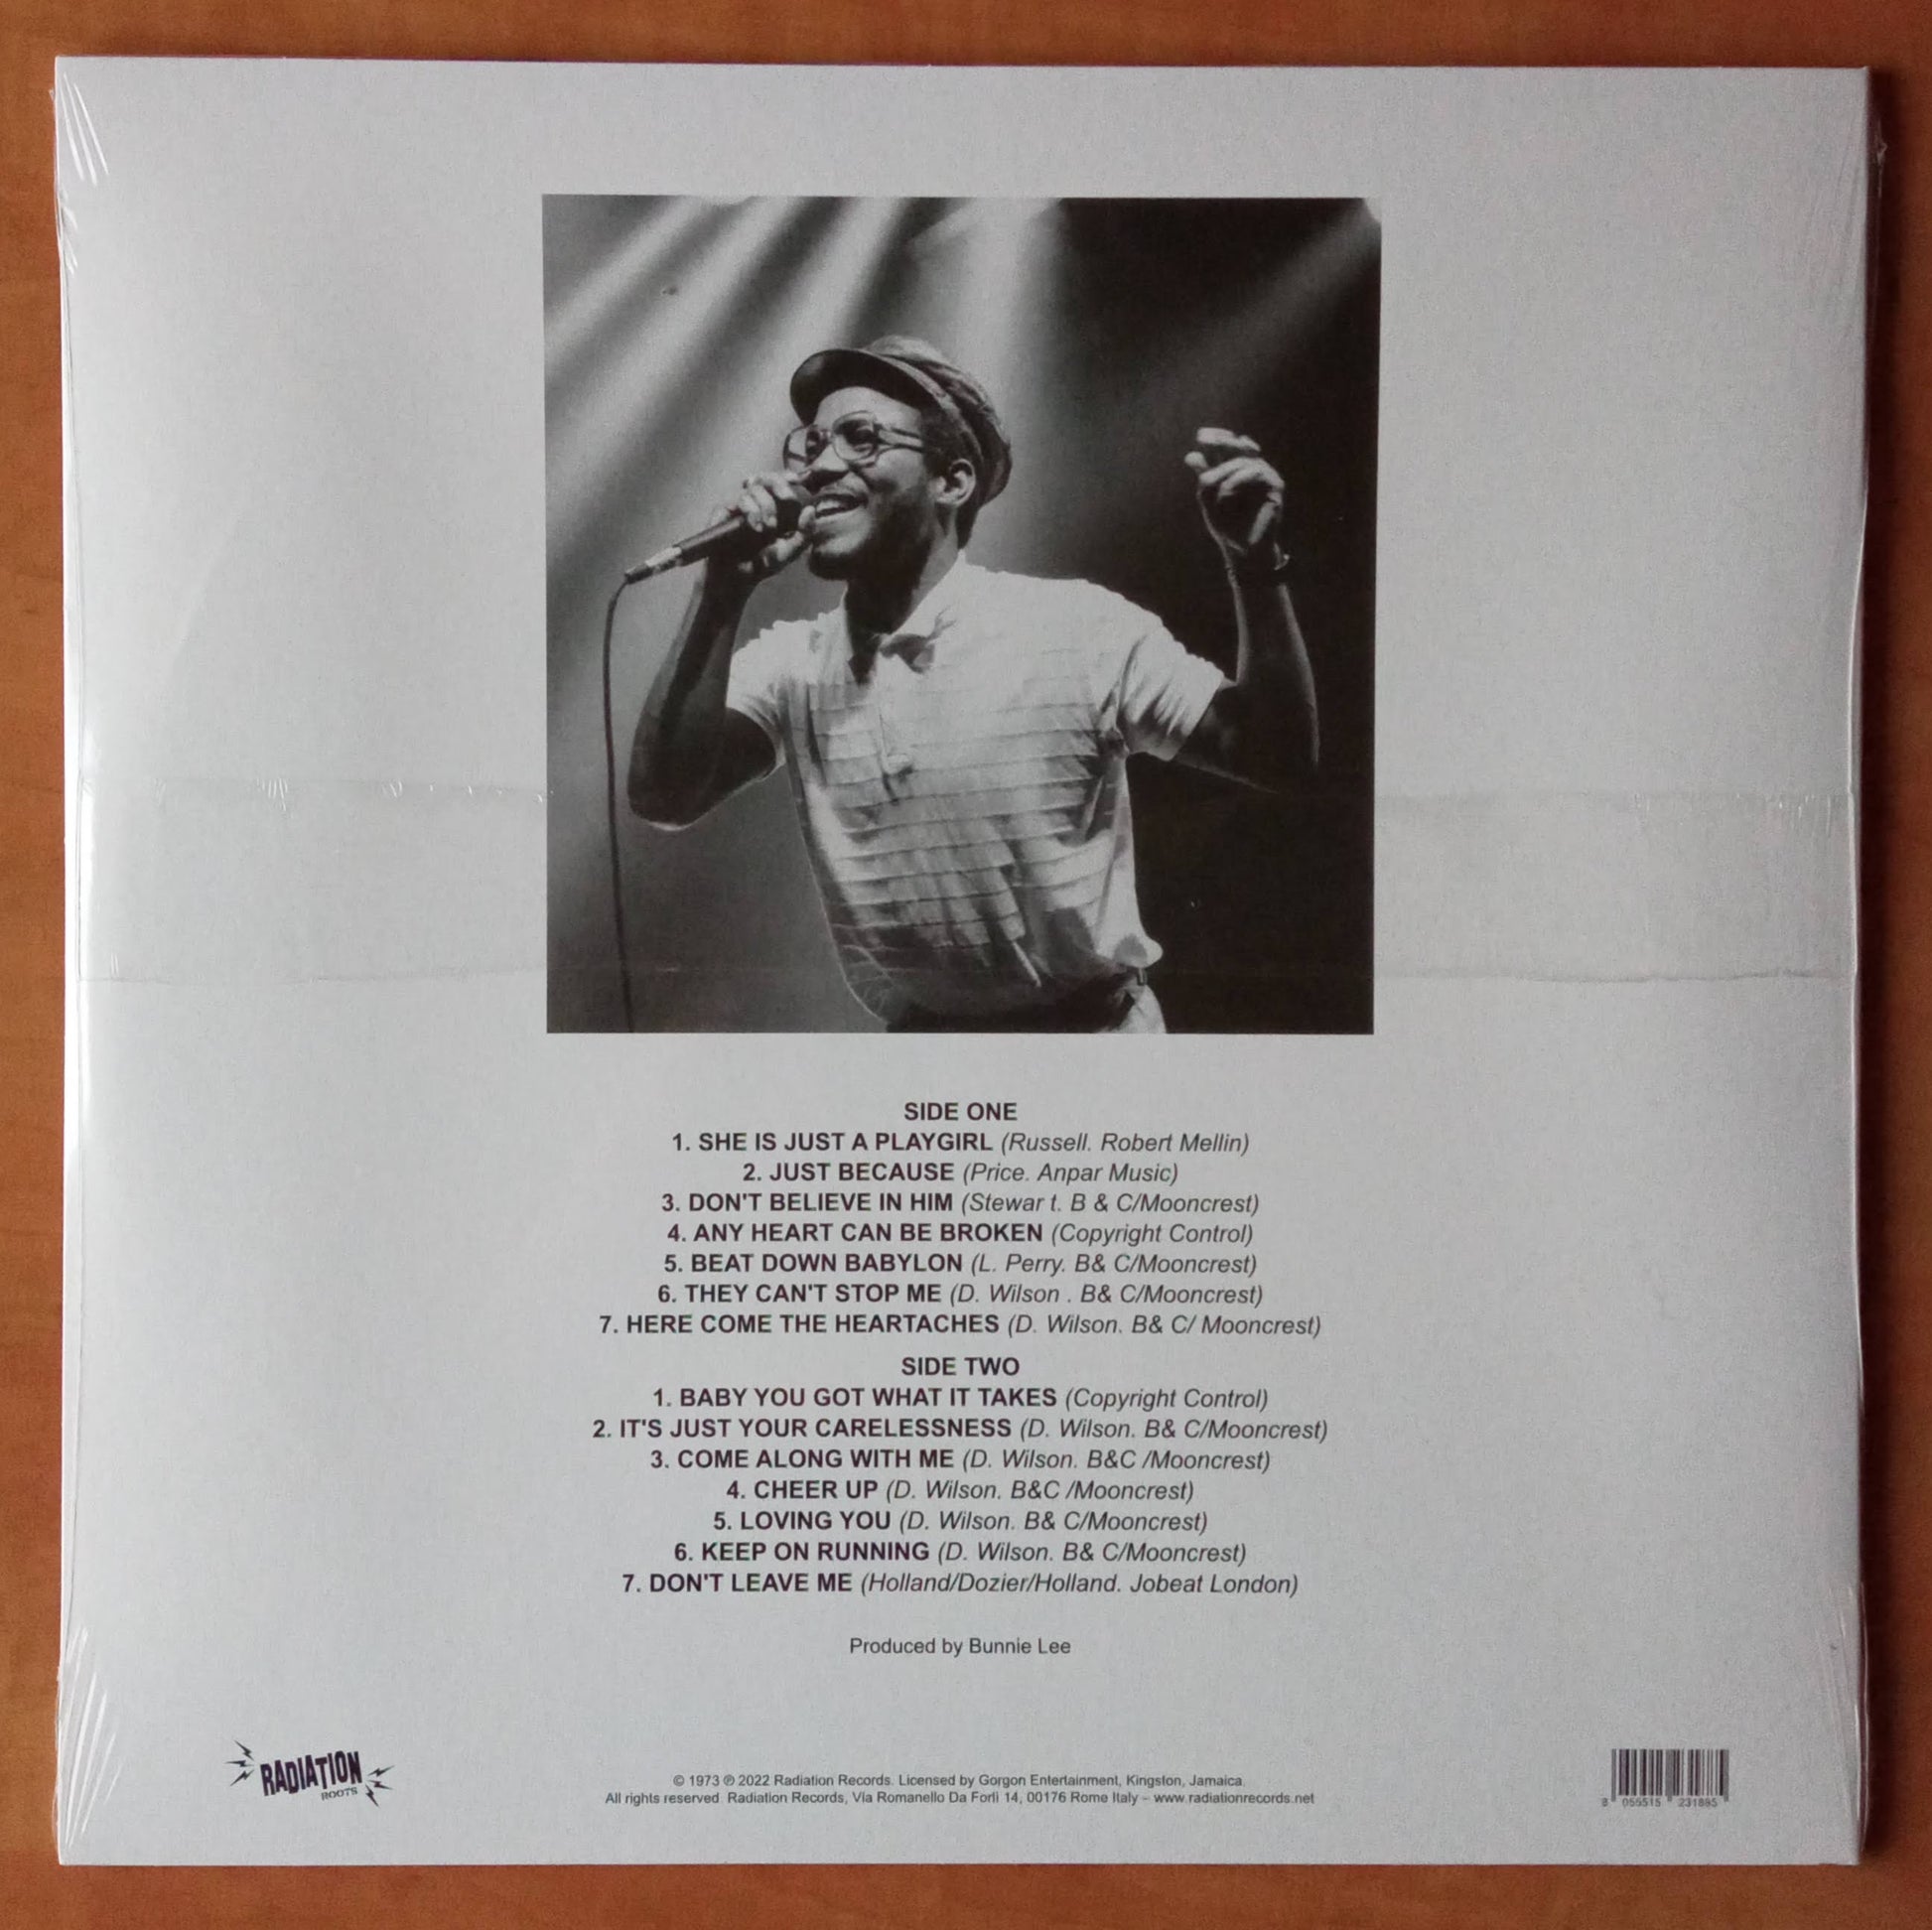 SIDE ONE
1. SHE IS JUST A PLAYGIRL (Russell. Robert Mellin)
2. JUST BECAUSE (Price. Anpar Music)
3. DON'T BELIEVE IN HIM (Stewar t. B & C/Mooncrest)
4. ANY HEART CAN BE BROKEN (Copyright Control)
5. BEAT DOWN BABYLON (L. Perry. B& C/Mooncrest)
6. THEY CAN'T STOP ME (D. Wilson . B& C/Mooncrest)
7. HERE COME THE HEARTACHES (D. Wilson. B& C/ Mooncrest)
SIDE TWO
1. BABY YOU GOT WHAT IT TAKES (Copyright Control)
2. IT'S JUST YOUR CARELESSNESS (D. Wilson. B& C/Mooncrest)
3. COME ALONG WITH ME (D. Wilson. B&C /Mooncrest)
4. CHEER UP (D. Wilson. B&C /Mooncrest)
5. LOVING YOU (D. Wilson. B& C/Mooncrest)
6. KEEP ON RUNNING (D. Wilson. B& C/Mooncrest)
7. DON'T LEAVE ME (Holland/Dozier/Holland. Jobeat London)
Produced by Bunnie Lee
RADIATION
ROOTS
© 1973 ℗ 2022 Radiation Records. Licensed by Gorgon Entertainment, Kingston, Jamaica.
All rights reserved. Radiation Records, Via Romanello Da Forlì 14, 00176 Rome Italy – www.radiationrecords.net
8 055515 231895